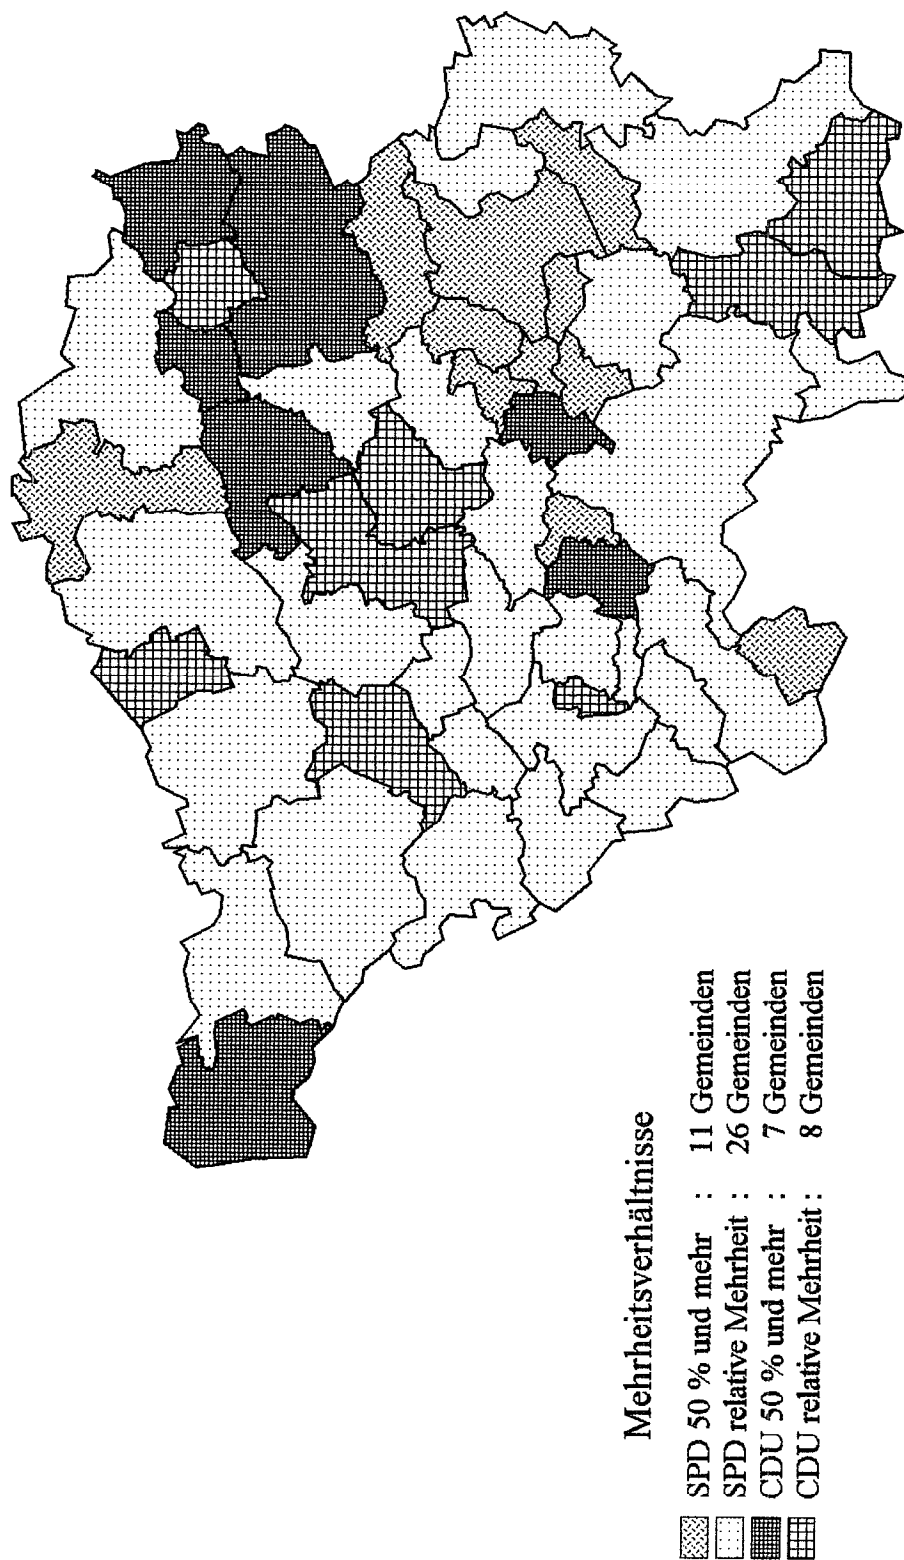 Mehrheitsverhältnisse
SPD 50 % und mehr : 11 Gemeinden
SPD relative Mehrheit : 26 Gemeinden
CDU 50 % und mehr : 7 Gemeinden
CDU relative Mehrheit : 8 Gemeinden